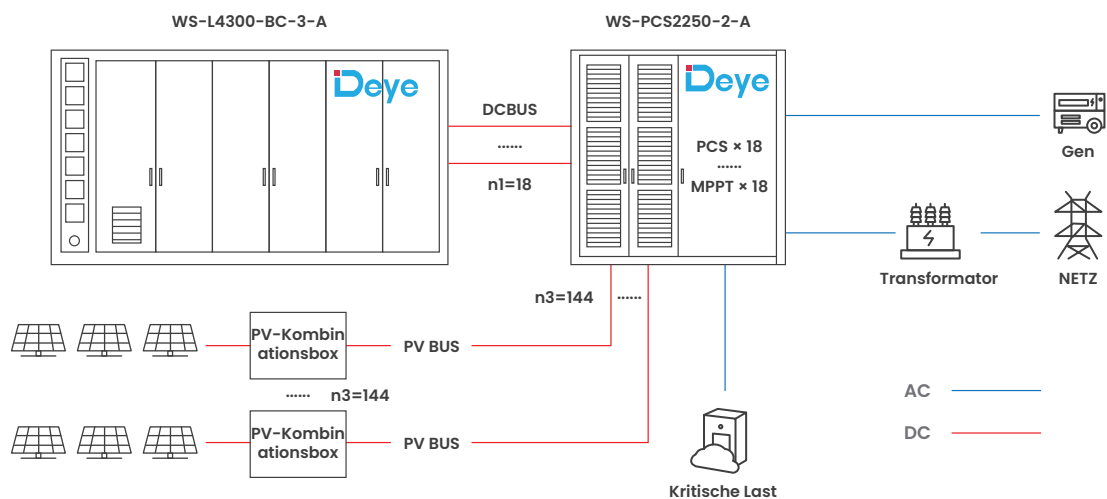 WS-L4300-BC-3-A
WS-PCS2250-2-A
Deye
Deye
DCBUS
......
n1=18
PCS × 18
......
MPPT × 18
Gen
Transformator
NETZ
n3=144 ......
PV-Kombin
ationsbox
PV BUS
...... n3=144
PV-Kombin
ationsbox
PV BUS
AC
DC
Kritische Last